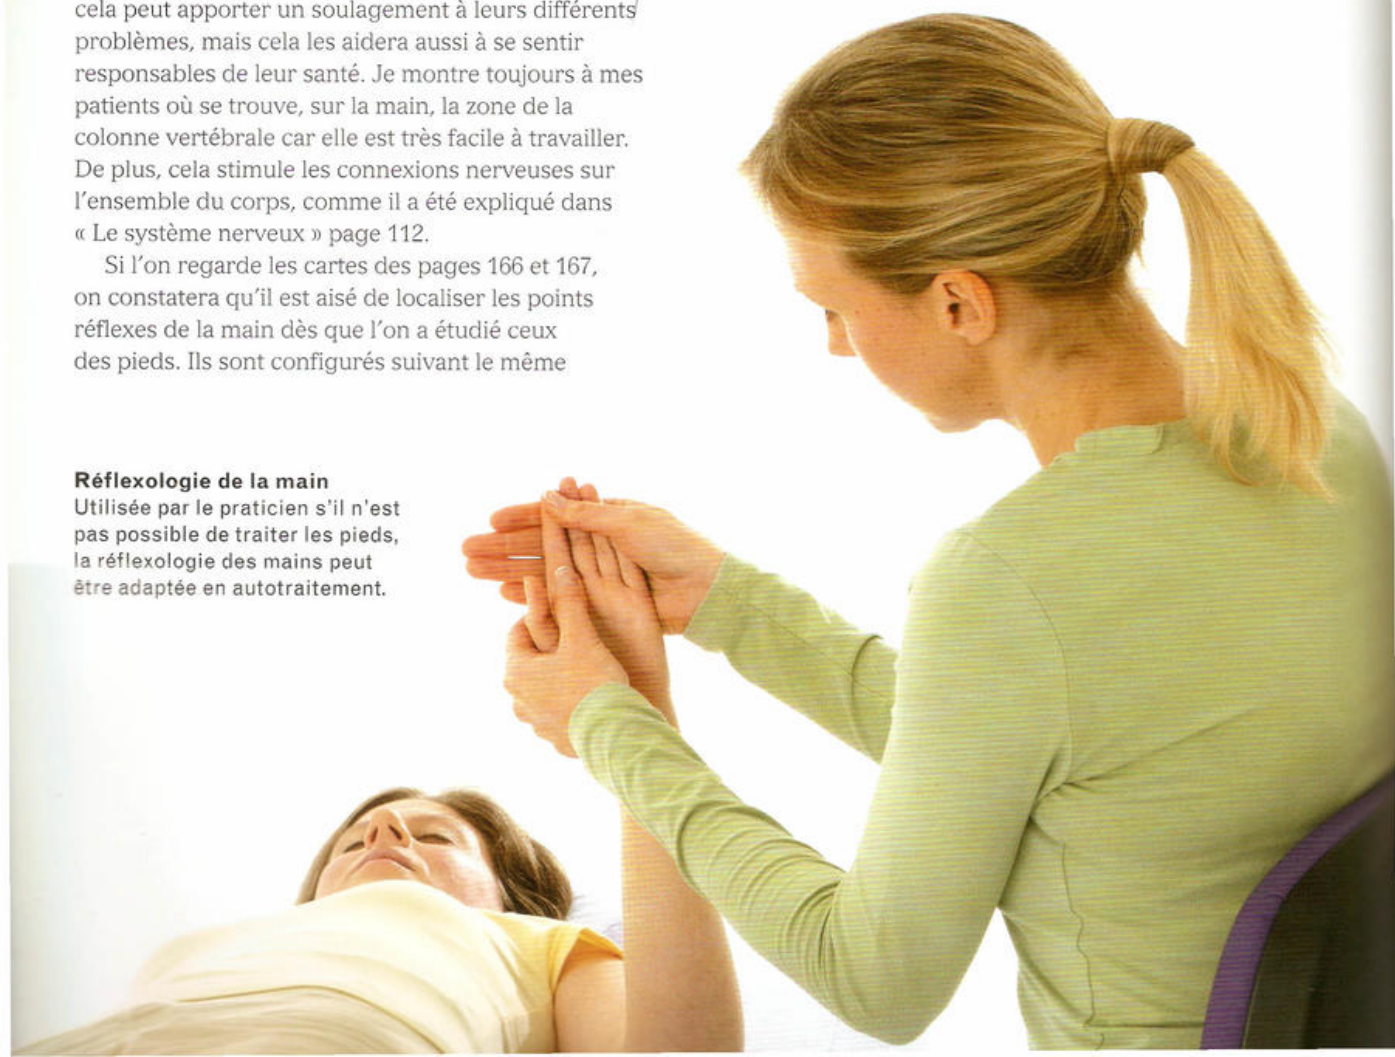 cela peut apporter un soulagement à leurs différents
problèmes, mais cela les aidera aussi à se sentir
responsables de leur santé. Je montre toujours à mes
patients où se trouve, sur la main, la zone de la
colonne vertébrale car elle est très facile à travailler.
De plus, cela stimule les connexions nerveuses sur
l'ensemble du corps, comme il a été expliqué dans
« Le système nerveux » page 112.
Si l'on regarde les cartes des pages 166 et 167,
on constatera qu'il est aisé de localiser les points
réflexes de la main dès que l'on a étudié ceux
des pieds. Ils sont configurés suivant le même
Réflexologie de la main
Utilisée par le praticien s'il n'est
pas possible de traiter les pieds,
la réflexologie des mains peut
être adaptée en autotraitement.